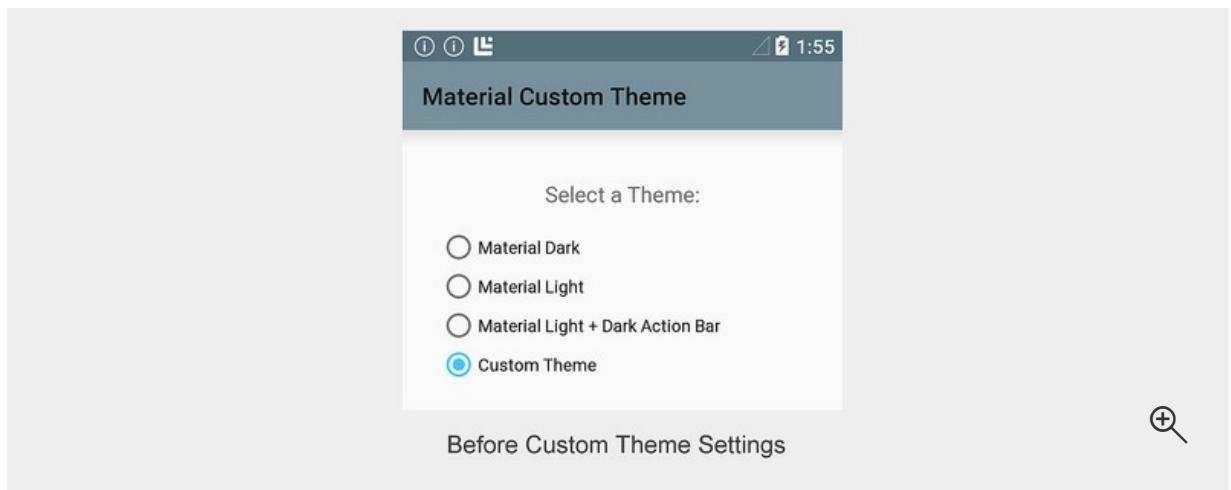 1:55
Material Custom Theme
Select a Theme:
Material Dark
Material Light
Material Light + Dark Action Bar
Custom Theme
Before Custom Theme Settings